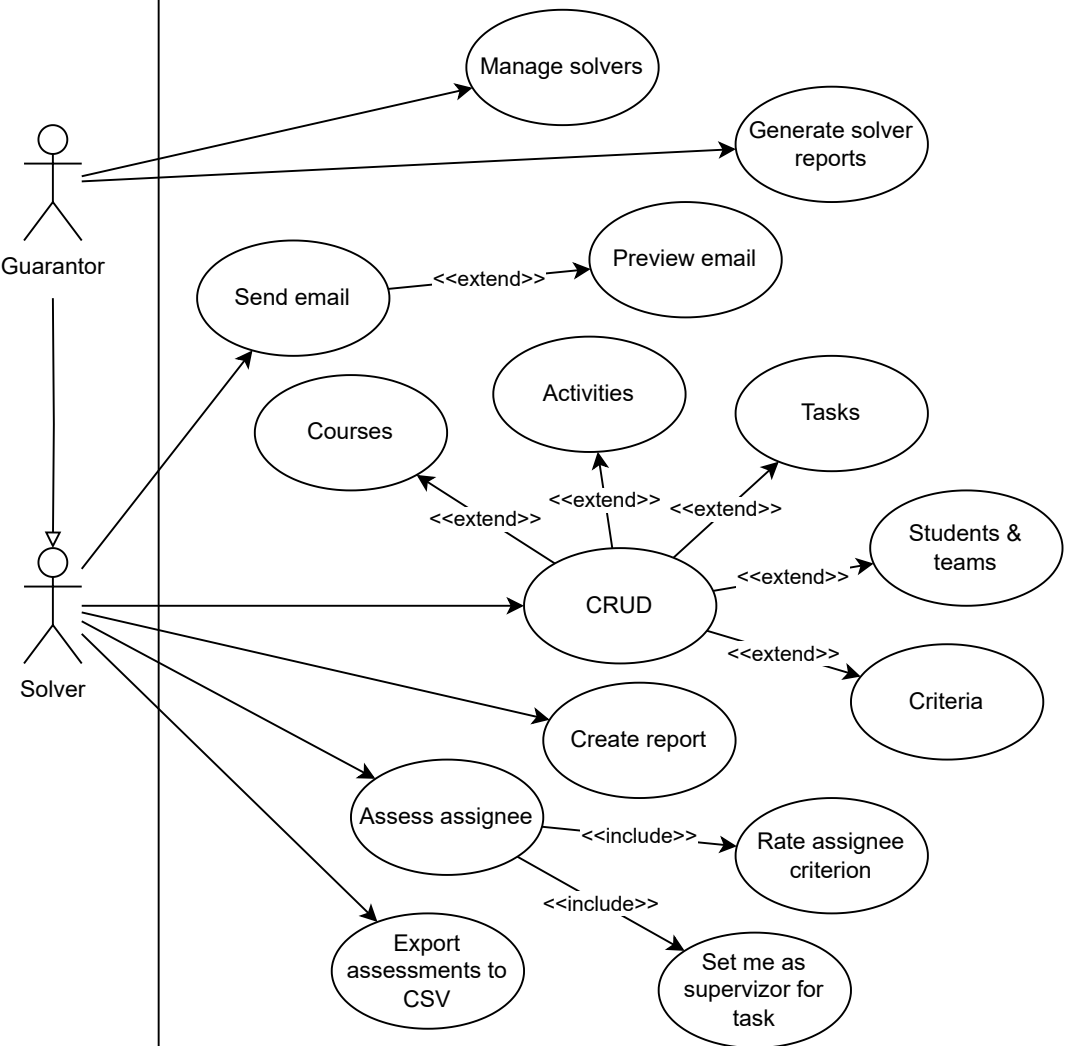 Manage solvers
Generate solver
reports
Guarantor
Preview email
<<extend>>
Send email
Activities
Tasks
Courses
<<extend>>
<<extend>>
<<extend>>
Students &
teams
<<extend>>
CRUD
<<extend>>
Solver
Criteria
Create report
Assess assignee
<<include>>
Rate assignee
criterion
<<include>>
Export
assessments to
CSV
Set me as
supervizor for
task